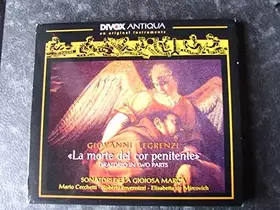 DIVOX ANTIQUA
on original instruments
GIOVANNI LEGRENZI
«La morte del cor penitente»
ORATORIO IN TWO PARTS
SONATORI DE LA GIOIOSA MARCA
Mario Cecchetti - Roberta Invernizzi - Elisabetta de Mircovich